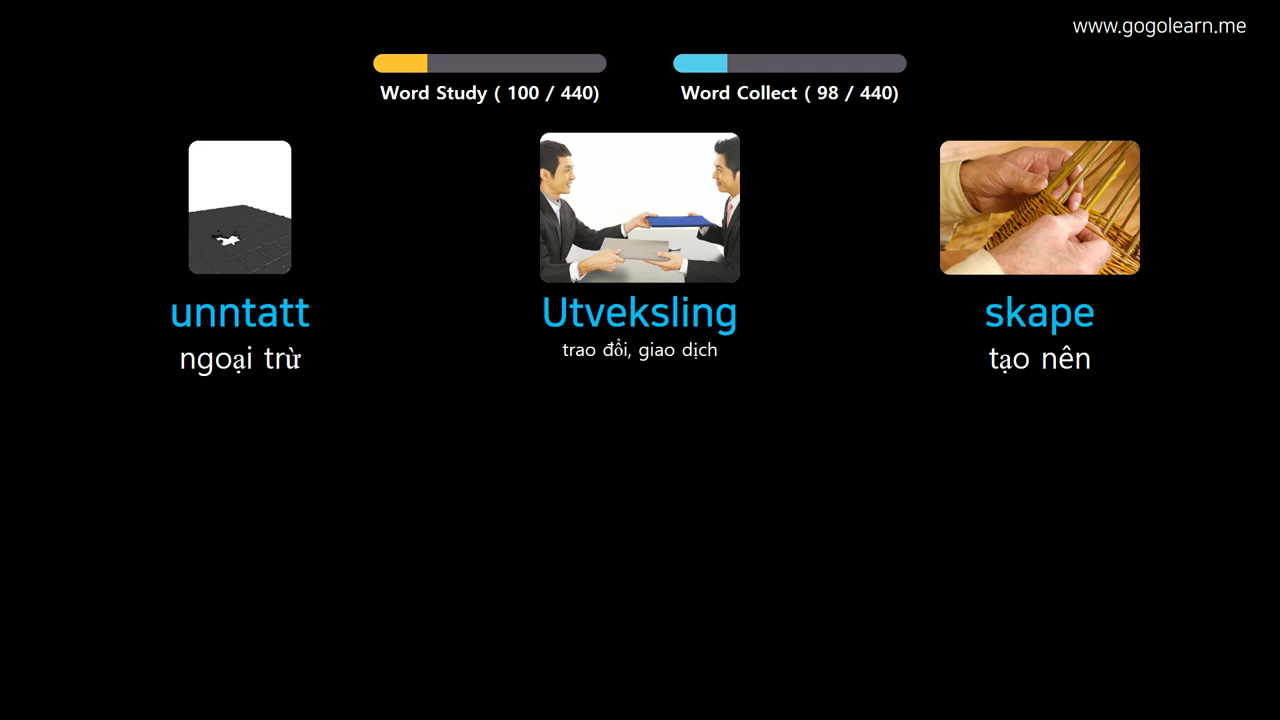 www.gogolearn.me
Word Study ( 100 / 440)
Word Collect ( 98 / 440)
unntatt
ngoại trừ
Utveksling
trao đổi, giao dịch
skape
tạo nên